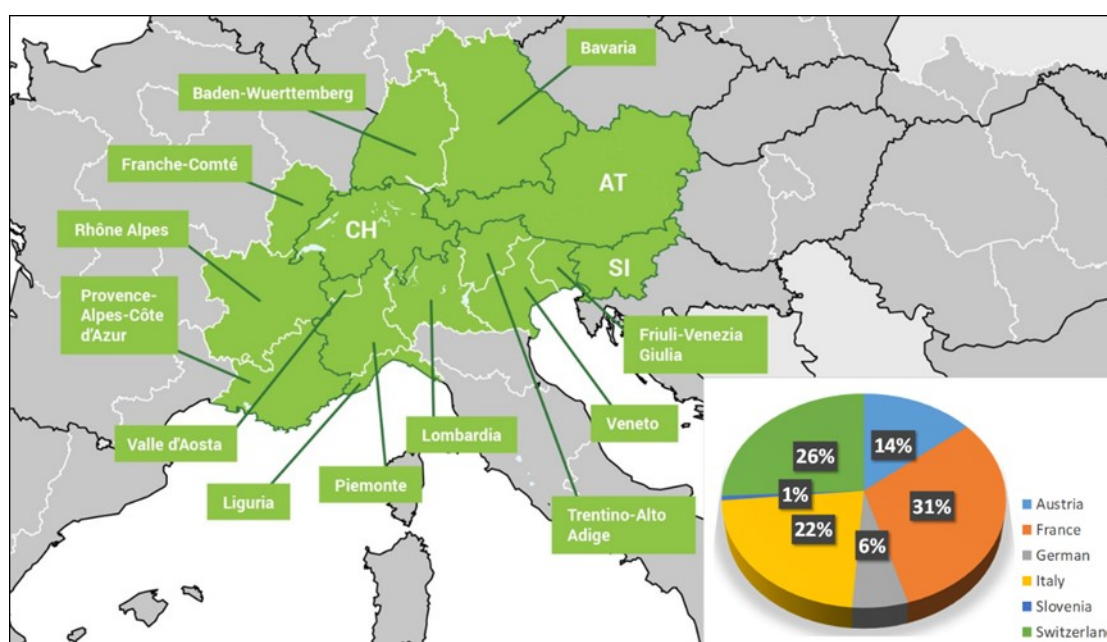 Bavaria
Baden-Wuerttemberg
Franche-Comté
AT
Rhône Alpes
CH
SI
Provence-
Alpes-Côte
d'Azur
Friuli-Venezia
Giulia
Valle d'Aosta
Lombardia
Veneto
Liguria
Piemonte
Trentino-Alto
Adige
26%
14%
1%
31%
22%
6%
Austria
France
German
Italy
Slovenia
Switzerland